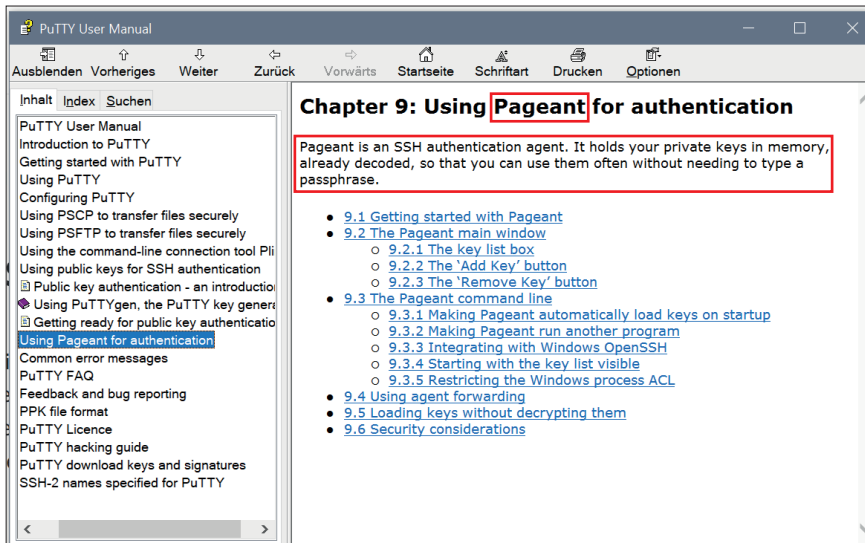 PuTTY User Manual
Ausblenden Vorheriges Weiter Zurück Vorwärts Startseite Schriftart Drucken Optionen
Inhalt Index Suchen
PuTTY User Manual
Introduction to PuTTY
Getting started with PuTTY
Using PuTTY
Configuring PuTTY
Using PSCP to transfer files securely
Using PSFTP to transfer files securely
Using the command-line connection tool Pli
Using public keys for SSH authentication
Public key authentication - an introduction
Using PuTTYgen, the PuTTY key genera
Getting ready for public key authenticatio
Using Pageant for authentication
Common error messages
PuTTY FAQ
Feedback and bug reporting
PPK file format
PuTTY Licence
PuTTY hacking guide
PuTTY download keys and signatures
SSH-2 names specified for PuTTY
Chapter 9: Using Pageant for authentication
Pageant is an SSH authentication agent. It holds your private keys in memory,
already decoded, so that you can use them often without needing to type a
passphrase.
9.1 Getting started with Pageant
9.2 The Pageant main window
9.2.1 The key list box
9.2.2 The ‘Add Key’ button
9.2.3 The ‘Remove Key’ button
9.3 The Pageant command line
9.3.1 Making Pageant automatically load keys on startup
9.3.2 Making Pageant run another program
9.3.3 Integrating with Windows OpenSSH
9.3.4 Starting with the key list visible
9.3.5 Restricting the Windows process ACL
9.4 Using agent forwarding
9.5 Loading keys without decrypting them
9.6 Security considerations